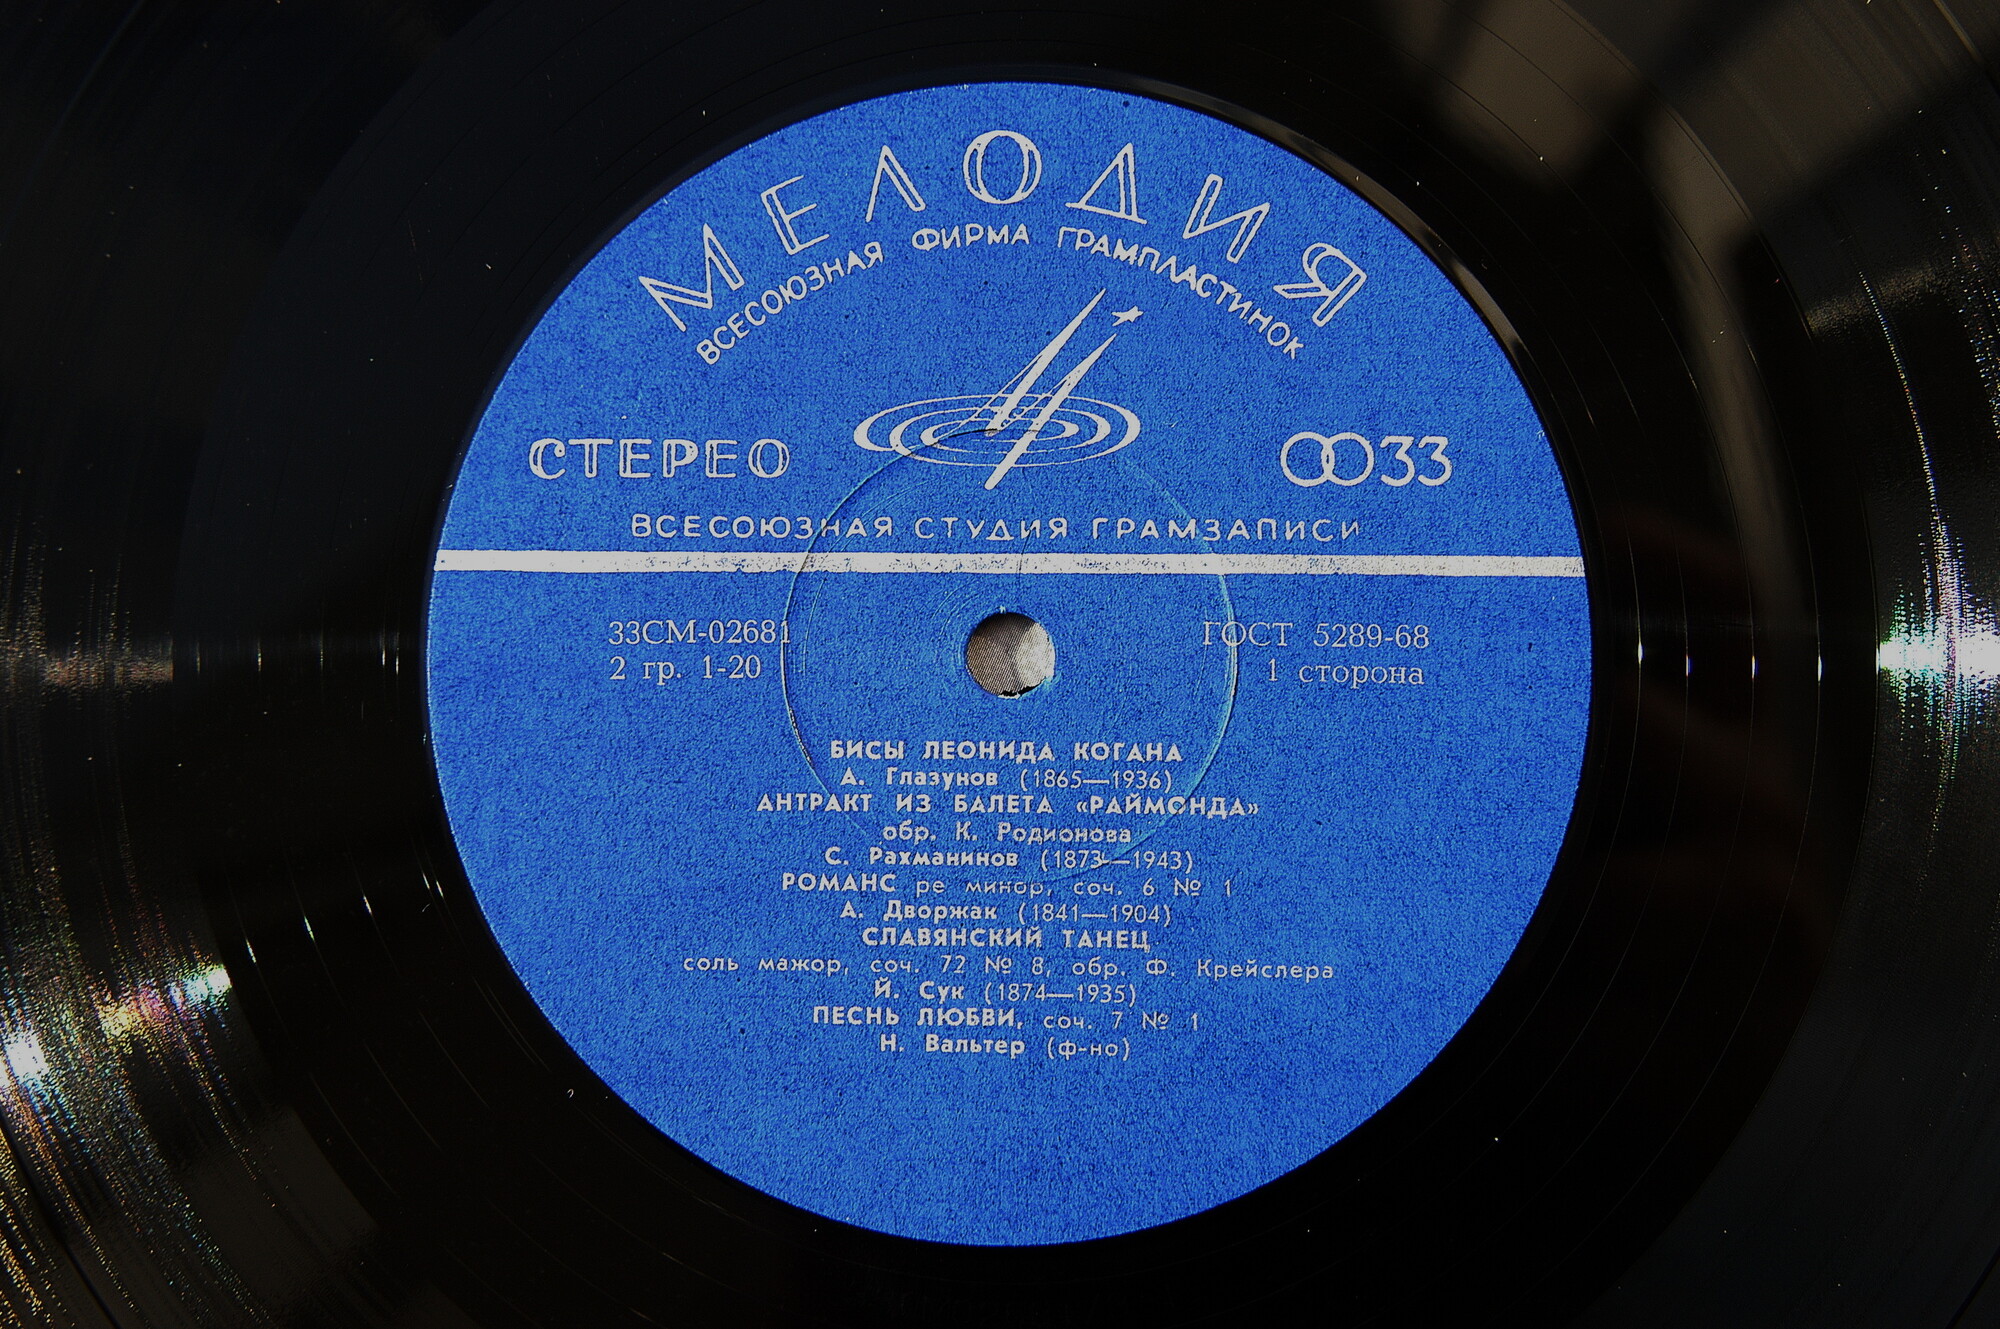 МЕЛОДИЯ
ВСЕСОЮЗНАЯ ФИРМА ГРАМПЛАСТИНОК
СТЕРЕО
33
ВСЕСОЮЗНАЯ СТУДИЯ ГРАМЗАПИСИ
33СМ-02681
ГОСТ 5289-68
2 гр. 1-20
1 сторона
БИСЫ ЛЕОНИДА КОГАНА
А. Глазунов (1865—1936)
АНТРАКТ ИЗ БАЛЕТА «РАЙМОНДА»
обр. К. Родионова
С. Рахманинов (1873—1943)
РОМАНС ре минор, соч. 6 № 1
А. Дворжак (1841—1904)
СЛАВЯНСКИЙ ТАНЕЦ
соль мажор, соч. 72 № 8, обр. Ф. Крейслера
Й. Сук (1874—1935)
ПЕСНЬ ЛЮБВИ, соч. 7 № 1
Н. Вальтер (ф-но)